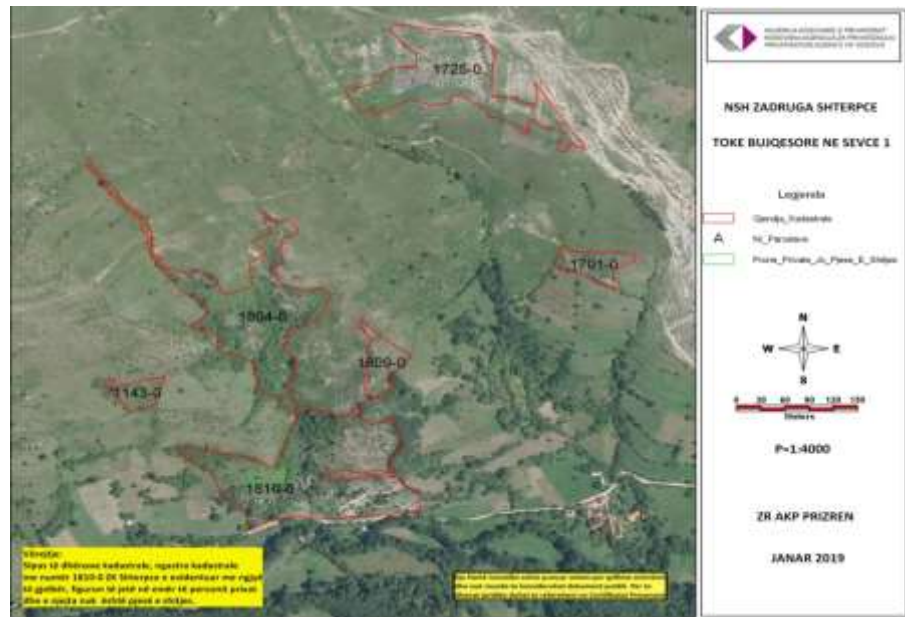 1725-0
1701-0
1804-0
1809-0
1143-0
1810-0
Vërejtje:
Sipas të dhënave kadastrale, ngastra kadastrale
me numër 1810-0 ZK Shterpce e evidentuar me ngjyrë
të gjelbër, figuron të jetë në emër të personit privat
dhe e njejta nuk është pjesë e shitjes.
NSH ZADRUGA SHTERPCE
TOKE BUJQESORE NE SEVCE 1
Legjenda
Gjendja_Kadastrale
A Nr_Parcelave
Prone_Private_Jo_Pjese_E_Shitjes
N
W E
S
0 30 60 90 120 150
Meters
P=1:4000
ZR AKP PRIZREN
JANAR 2019